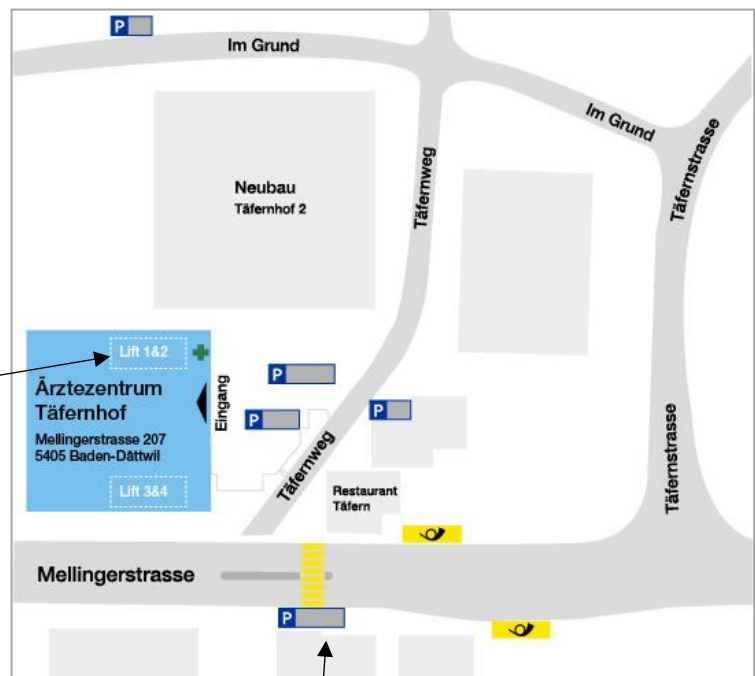 P
Im Grund
Im Grund
Täfernstrasse
Täfernweg
Neubau
Täfernhof 2
Lift 1&2
Ärztezentrum
Täfernhof
Mellingerstrasse 207
5405 Baden-Dättwil
Lift 3&4
Eingang
P
P
P
Täfernweg
Restaurant
Täfern
Täfernstrasse
Mellingerstrasse
P